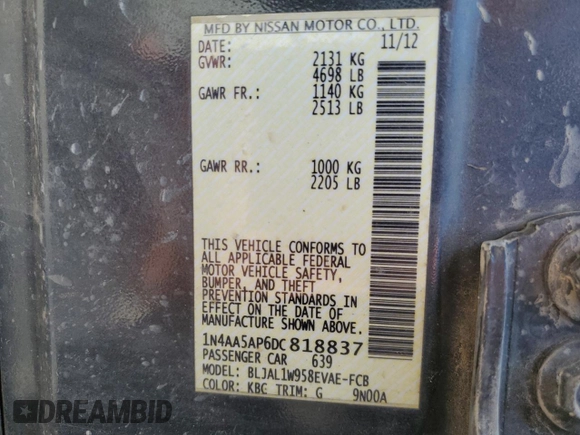 MFD BY NISSAN MOTOR CO., LTD.
DATE: 11/12
GVWR: 2131 KG
4698 LB
GAWR FR.: 1140 KG
2513 LB
GAWR RR.: 1000 KG
2205 LB
THIS VEHICLE CONFORMS TO
ALL APPLICABLE FEDERAL
MOTOR VEHICLE SAFETY,
BUMPER, AND THEFT
PREVENTION STANDARDS IN
EFFECT ON THE DATE OF
MANUFACTURE SHOWN ABOVE.
1N4AA5AP6DC818837
PASSENGER CAR 639
MODEL: BLJAL1W958EVAE-FCB
COLOR: KBC TRIM: G 9N00A
CARDEAL AUCTION